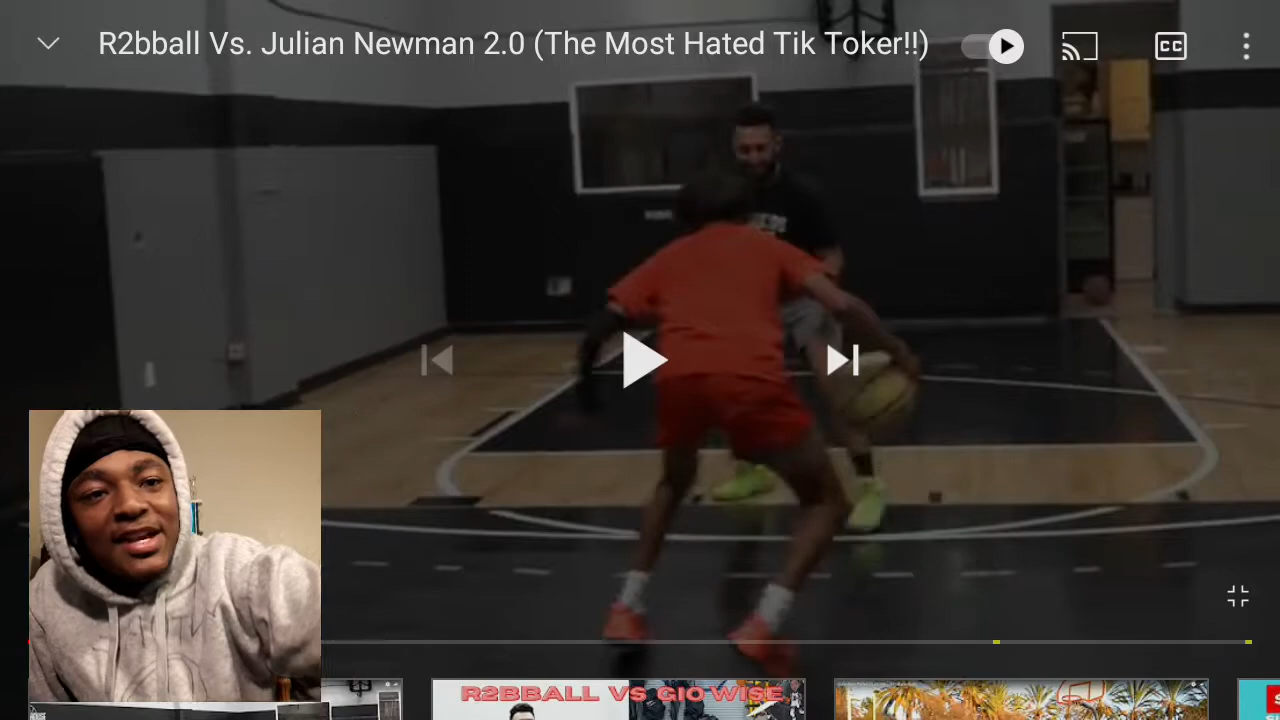 R2bball Vs. Julian Newman 2.0 (The Most Hated Tik Toker!!)
CC
R2BBALL VS GIO WISE